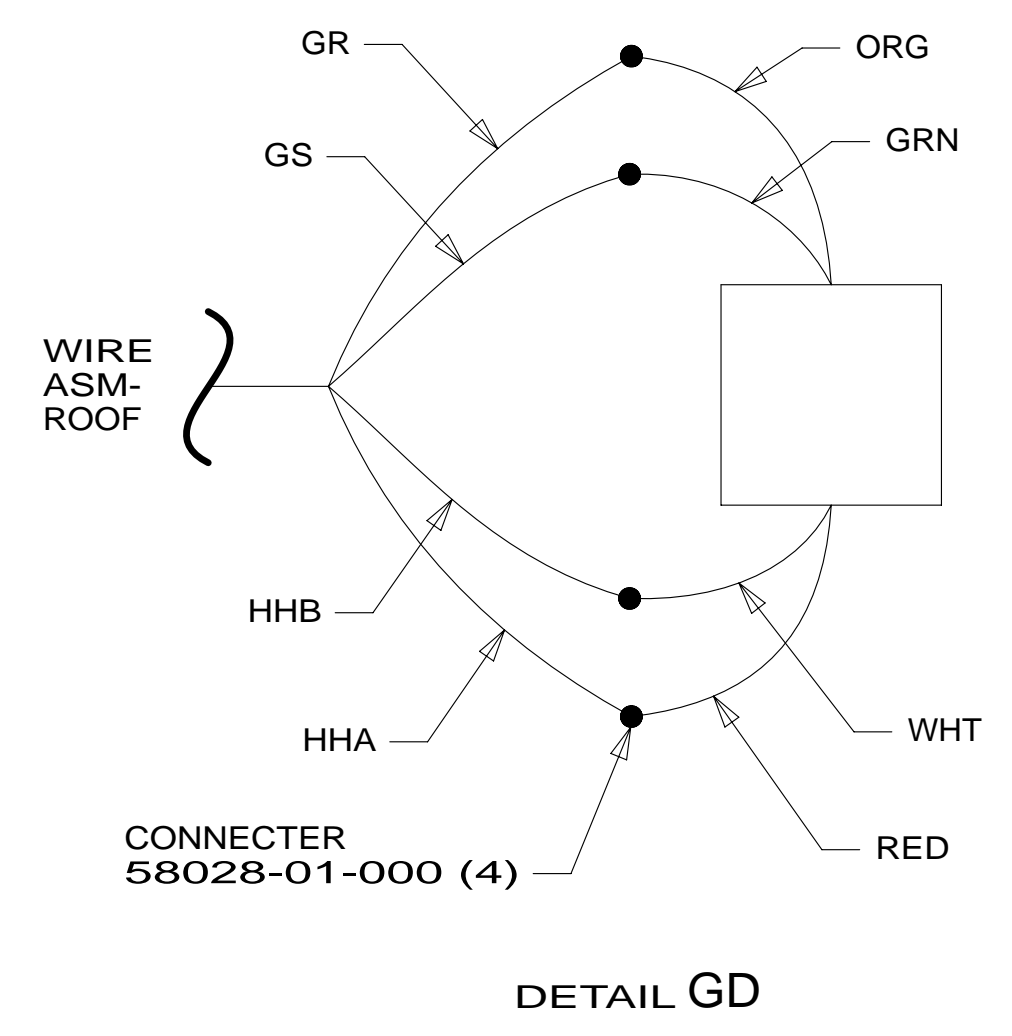 GR
ORG
GS
GRN
WIRE
ASM-
ROOF
HHB
HHA
WHT
RED
CONNECTER
58028-01-000 (4)
DETAIL GD